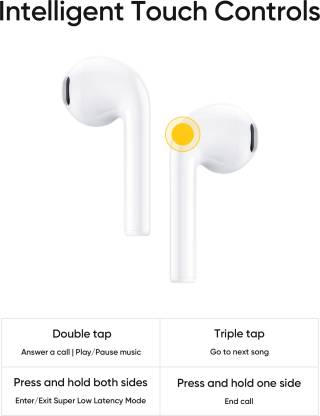 Intelligent Touch Controls
Double tap
Answer a call | Play/Pause music
Triple tap
Go to next song
Press and hold both sides
Enter/Exit Super Low Latency Mode
Press and hold one side
End call